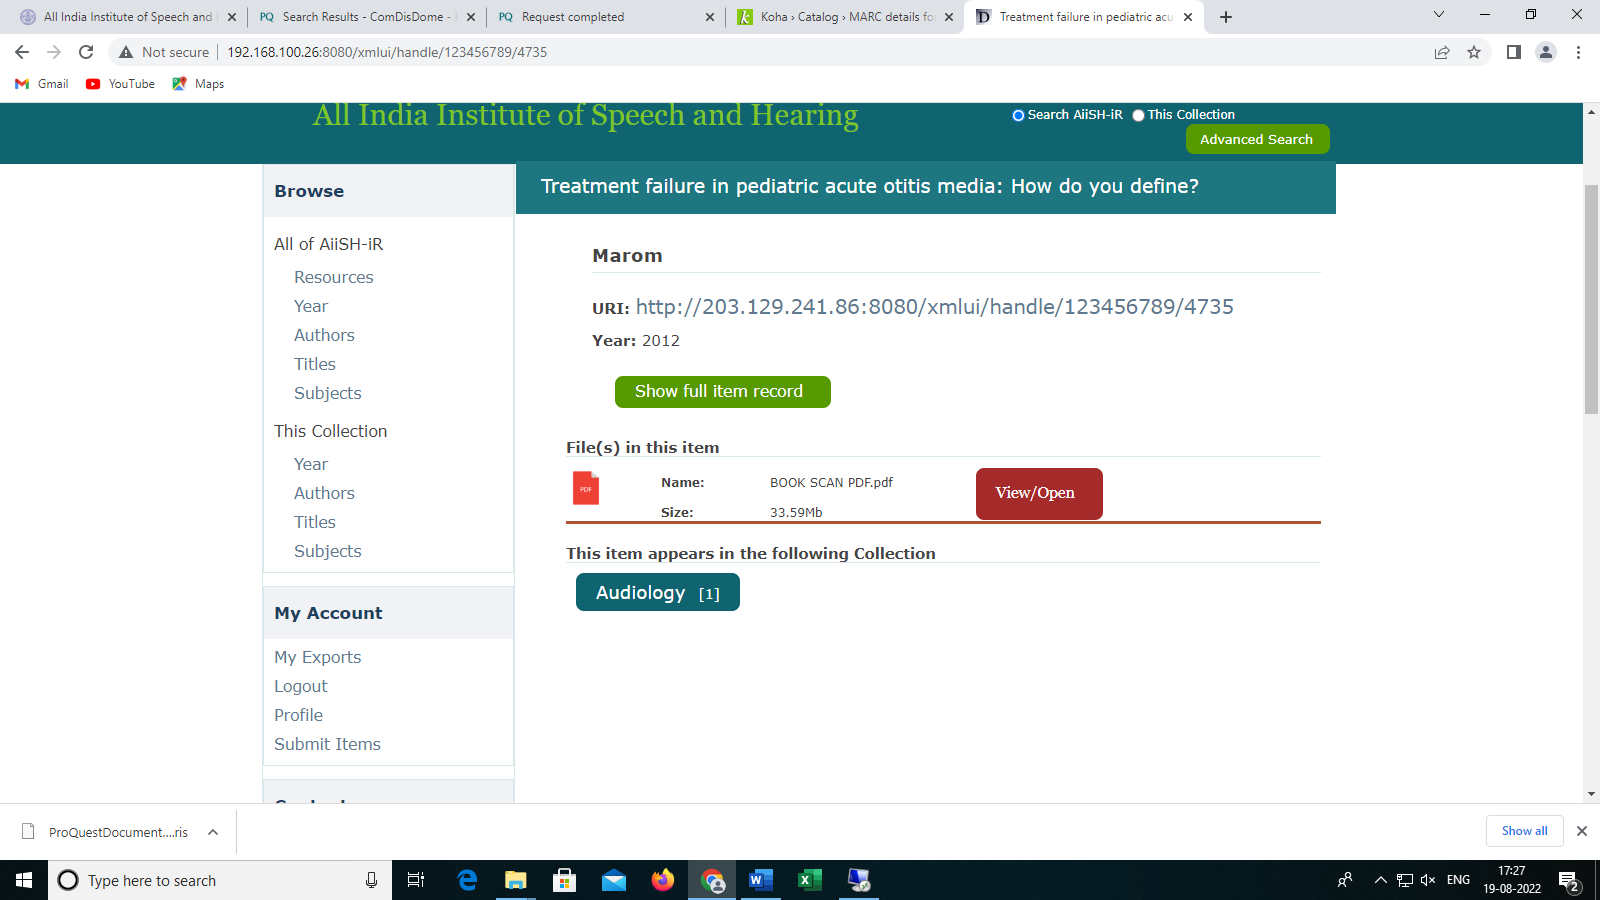 All India Institute of Speech and
Search Results - ComDisDome -
Request completed
Koha › Catalog › MARC details fo
Treatment failure in pediatric acu
Not secure
192.168.100.26:8080/xmlui/handle/123456789/4735
Gmail
YouTube
Maps
All India Institute of Speech and Hearing
Search AiiSH-iR
This Collection
Advanced Search
Browse
All of AiiSH-iR
Resources
Year
Authors
Titles
Subjects
This Collection
Year
Authors
Titles
Subjects
My Account
My Exports
Logout
Profile
Submit Items
Treatment failure in pediatric acute otitis media: How do you define?
Marom
URI: http://203.129.241.86:8080/xmlui/handle/123456789/4735
Year: 2012
Show full item record
File(s) in this item
PDF
Name: BOOK SCAN PDF.pdf
Size: 33.59Mb
View/Open
This item appears in the following Collection
Audiology [1]
ProQuestDocument....ris
Show all
Type here to search
ENG
17:27
19-08-2022
2